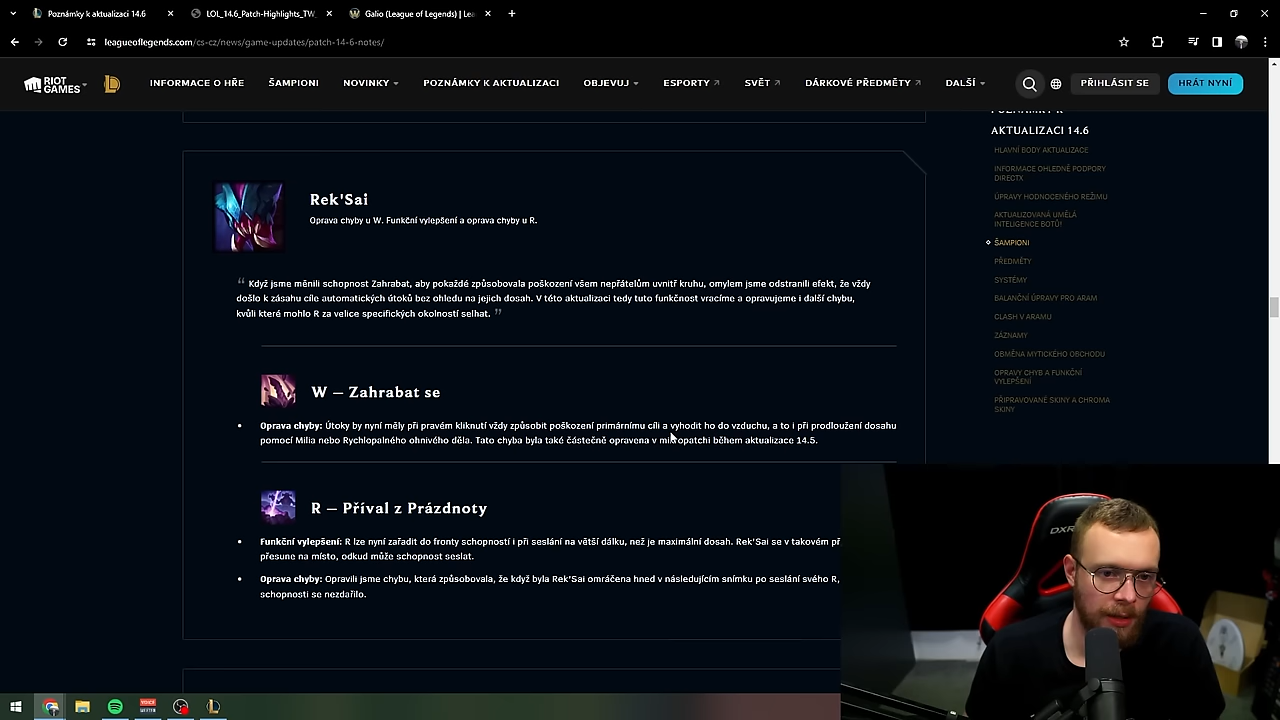 Poznámky k aktualizaci 14.6
LOL_14.6_Patch-Highlights_TW_
Galio (League of Legends) | Lea
leagueoflegends.com/cs-cz/news/game-updates/patch-14-6-notes/
RIOT GAMES
INFORMACE O HŘE
ŠAMPIONI
NOVINKY
POZNÁMKY K AKTUALIZACI
OBJEVUJ
ESPORTY
SVĚT
DÁRKOVÉ PŘEDMĚTY
DALŠÍ
PŘIHLÁSIT SE
HRÁT NYNÍ
POZNÁMKY K
AKTUALIZACI 14.6
HLAVNÍ BODY AKTUALIZACE
INFORMACE OHLEDNĚ PODPORY
DIRECTX
ÚPRAVY HODNOCENÉHO REŽIMU
AKTUALIZOVANÁ UMĚLÁ
INTELIGENCE BOTŮ!
ŠAMPIONI
PŘEDMĚTY
SYSTÉMY
BALANČNÍ ÚPRAVY PRO ARAM
CLASH V ARAMU
ZÁZNAMY
OBMĚNA MYTICKÉHO OBCHODU
OPRAVY CHYB A FUNKČNÍ
VYLEPŠENÍ
PŘIPRAVOVANÉ SKINY A CHROMA
SKINY
Rek'Sai
Oprava chyby u W. Funkční vylepšení a oprava chyby u R.
“ Když jsme měnili schopnost Zahrabat, aby pokaždé způsobovala poškození všem nepřátelům uvnitř kruhu, omylem jsme odstranili efekt, že vždy
došlo k zásahu cíle automatických útoků bez ohledu na jejich dosah. V této aktualizaci tedy tuto funkčnost vracíme a opravujeme i další chybu,
kvůli které mohlo R za velice specifických okolností selhat. ”
W – Zahrabat se
Oprava chyby: Útoky by nyní měly při pravém kliknutí vždy způsobit poškození primárnímu cíli a vyhodit ho do vzduchu, a to i při prodloužení dosahu
pomocí Milia nebo Rychlopalného ohnivého děla. Tato chyba byla také částečně opravena v mikropatchi během aktualizace 14.5.
R – Příval z Prázdnoty
Funkční vylepšení: R lze nyní zařadit do fronty schopností i při seslání na větší dálku, než je maximální dosah. Rek'Sai se v takovém
přesune na místo, odkud může schopnost seslat.
Oprava chyby: Opravili jsme chybu, která způsobovala, že když byla Rek'Sai omráčena hned v následujícím snímku po seslání svého R,
schopnosti se nezdařilo.
DXR